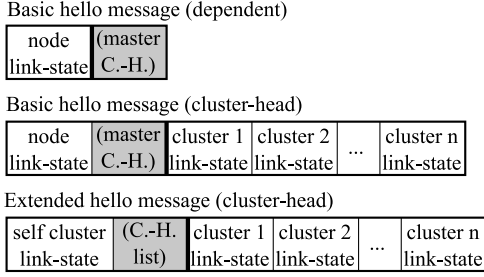 Basic hello message (dependent)
node (master
link-state C.-H.)
Basic hello message (cluster-head)
node (master cluster 1 cluster 2 ... cluster n
link-state C.-H.) link-state link-state link-state
Extended hello message (cluster-head)
self cluster (C.-H. cluster 1 cluster 2 ... cluster n
link-state list) link-state link-state link-state